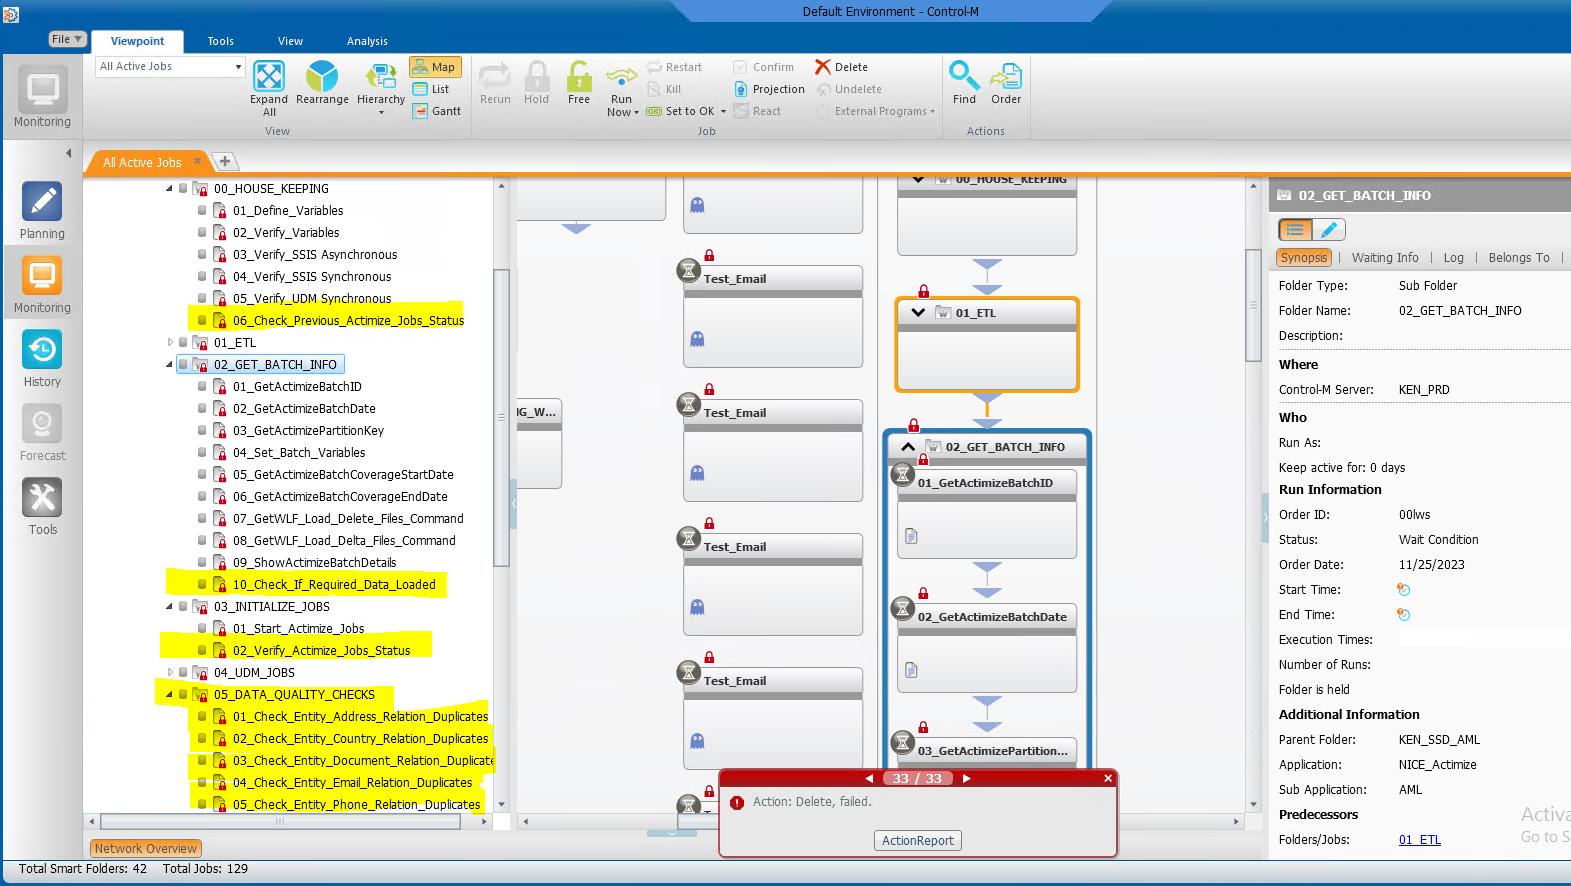 Default Environment - Control-M
File
Viewpoint
Tools
View
Analysis
All Active Jobs
Expand All
Rearrange
Hierarchy
Map
List
Gantt
View
Rerun
Hold
Free
Run Now
Restart
Kill
Set to OK
Confirm
Projection
React
Delete
Undelete
External Programs
Job
Find
Order
Actions
Monitoring
Planning
Monitoring
History
Forecast
Tools
All Active Jobs
00_HOUSE_KEEPING
01_Define_Variables
02_Verify_Variables
03_Verify_SSIS Asynchronous
04_Verify_SSIS Synchronous
05_Verify_UDM Synchronous
06_Check_Previous_Actimize_Jobs_Status
01_ETL
02_GET_BATCH_INFO
01_GetActimizeBatchID
02_GetActimizeBatchDate
03_GetActimizePartitionKey
04_Set_Batch_Variables
05_GetActimizeBatchCoverageStartDate
06_GetActimizeBatchCoverageEndDate
07_GetWLF_Load_Delete_Files_Command
08_GetWLF_Load_Delta_Files_Command
09_ShowActimizeBatchDetails
10_Check_If_Required_Data_Loaded
03_INITIALIZE_JOBS
01_Start_Actimize_Jobs
02_Verify_Actimize_Jobs_Status
04_UDM_JOBS
05_DATA_QUALITY_CHECKS
01_Check_Entity_Address_Relation_Duplicates
02_Check_Entity_Country_Relation_Duplicates
03_Check_Entity_Document_Relation_Duplicate
04_Check_Entity_Email_Relation_Duplicates
05_Check_Entity_Phone_Relation_Duplicates
Network Overview
Total Smart Folders: 42 Total Jobs: 129
NG_W...
Test_Email
Test_Email
Test_Email
Test_Email
00_HOUSE_KEEPING
01_ETL
02_GET_BATCH_INFO
01_GetActimizeBatchID
02_GetActimizeBatchDate
03_GetActimizePartition...
33 / 33
Action: Delete, failed.
ActionReport
02_GET_BATCH_INFO
Synopsis
Waiting Info
Log
Belongs To
Folder Type: Sub Folder
Folder Name: 02_GET_BATCH_INFO
Description:
Where
Control-M Server: KEN_PRD
Who
Run As:
Keep active for: 0 days
Run Information
Order ID: 00lws
Status: Wait Condition
Order Date: 11/25/2023
Start Time:
End Time:
Execution Times:
Number of Runs:
Folder is held
Additional Information
Parent Folder: KEN_SSD_AML
Application: NICE_Actimize
Sub Application: AML
Predecessors
Folders/Jobs: 01_ETL
Activa
Go to S